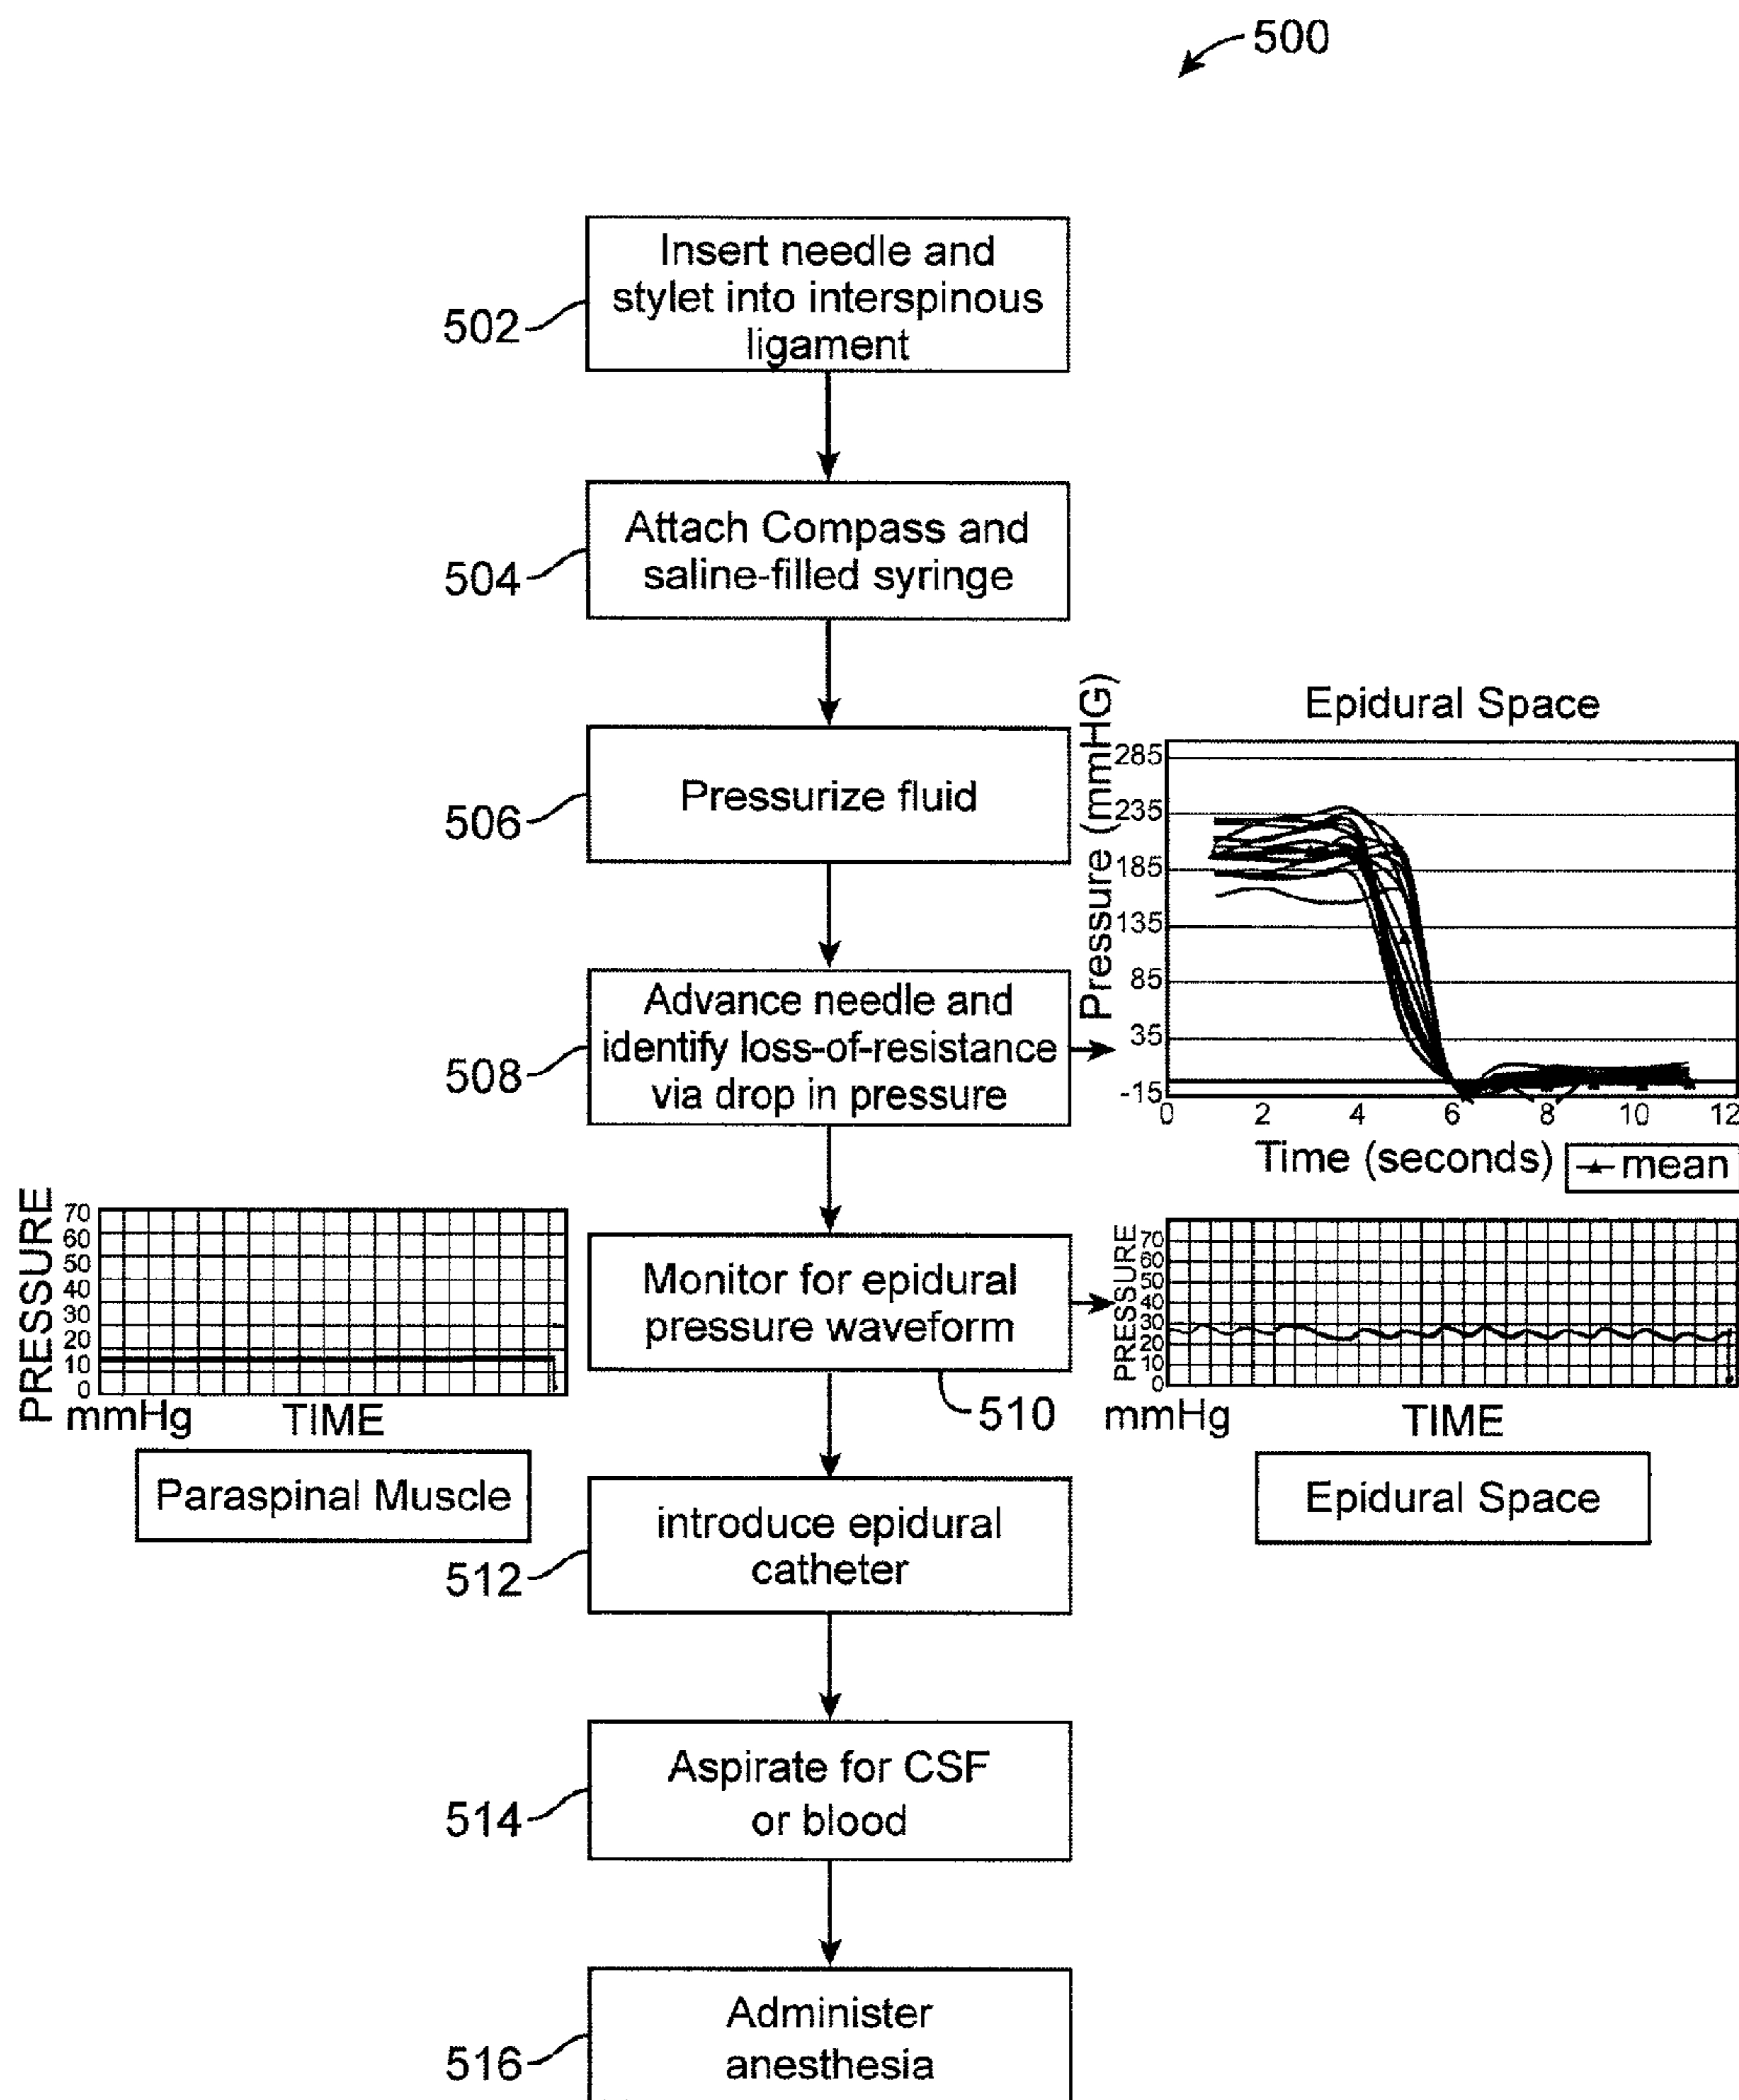 500
Insert needle and
stylet into interspinous
ligament
502
Attach Compass and
saline-filled syringe
504
Pressurize fluid
506
Advance needle and
identify loss-of-resistance
via drop in pressure
508
Epidural Space
Pressure (mmHG)
285
235
185
135
85
35
-15
0 2 4 6 8 10 12
Time (seconds)
mean
PRESSURE
70
60
50
40
30
20
10
0
mmHg TIME
Paraspinal Muscle
Monitor for epidural
pressure waveform
510
PRESSURE
70
60
50
40
30
20
10
0
mmHg TIME
Epidural Space
introduce epidural
catheter
512
Aspirate for CSF
or blood
514
Administer
anesthesia
516